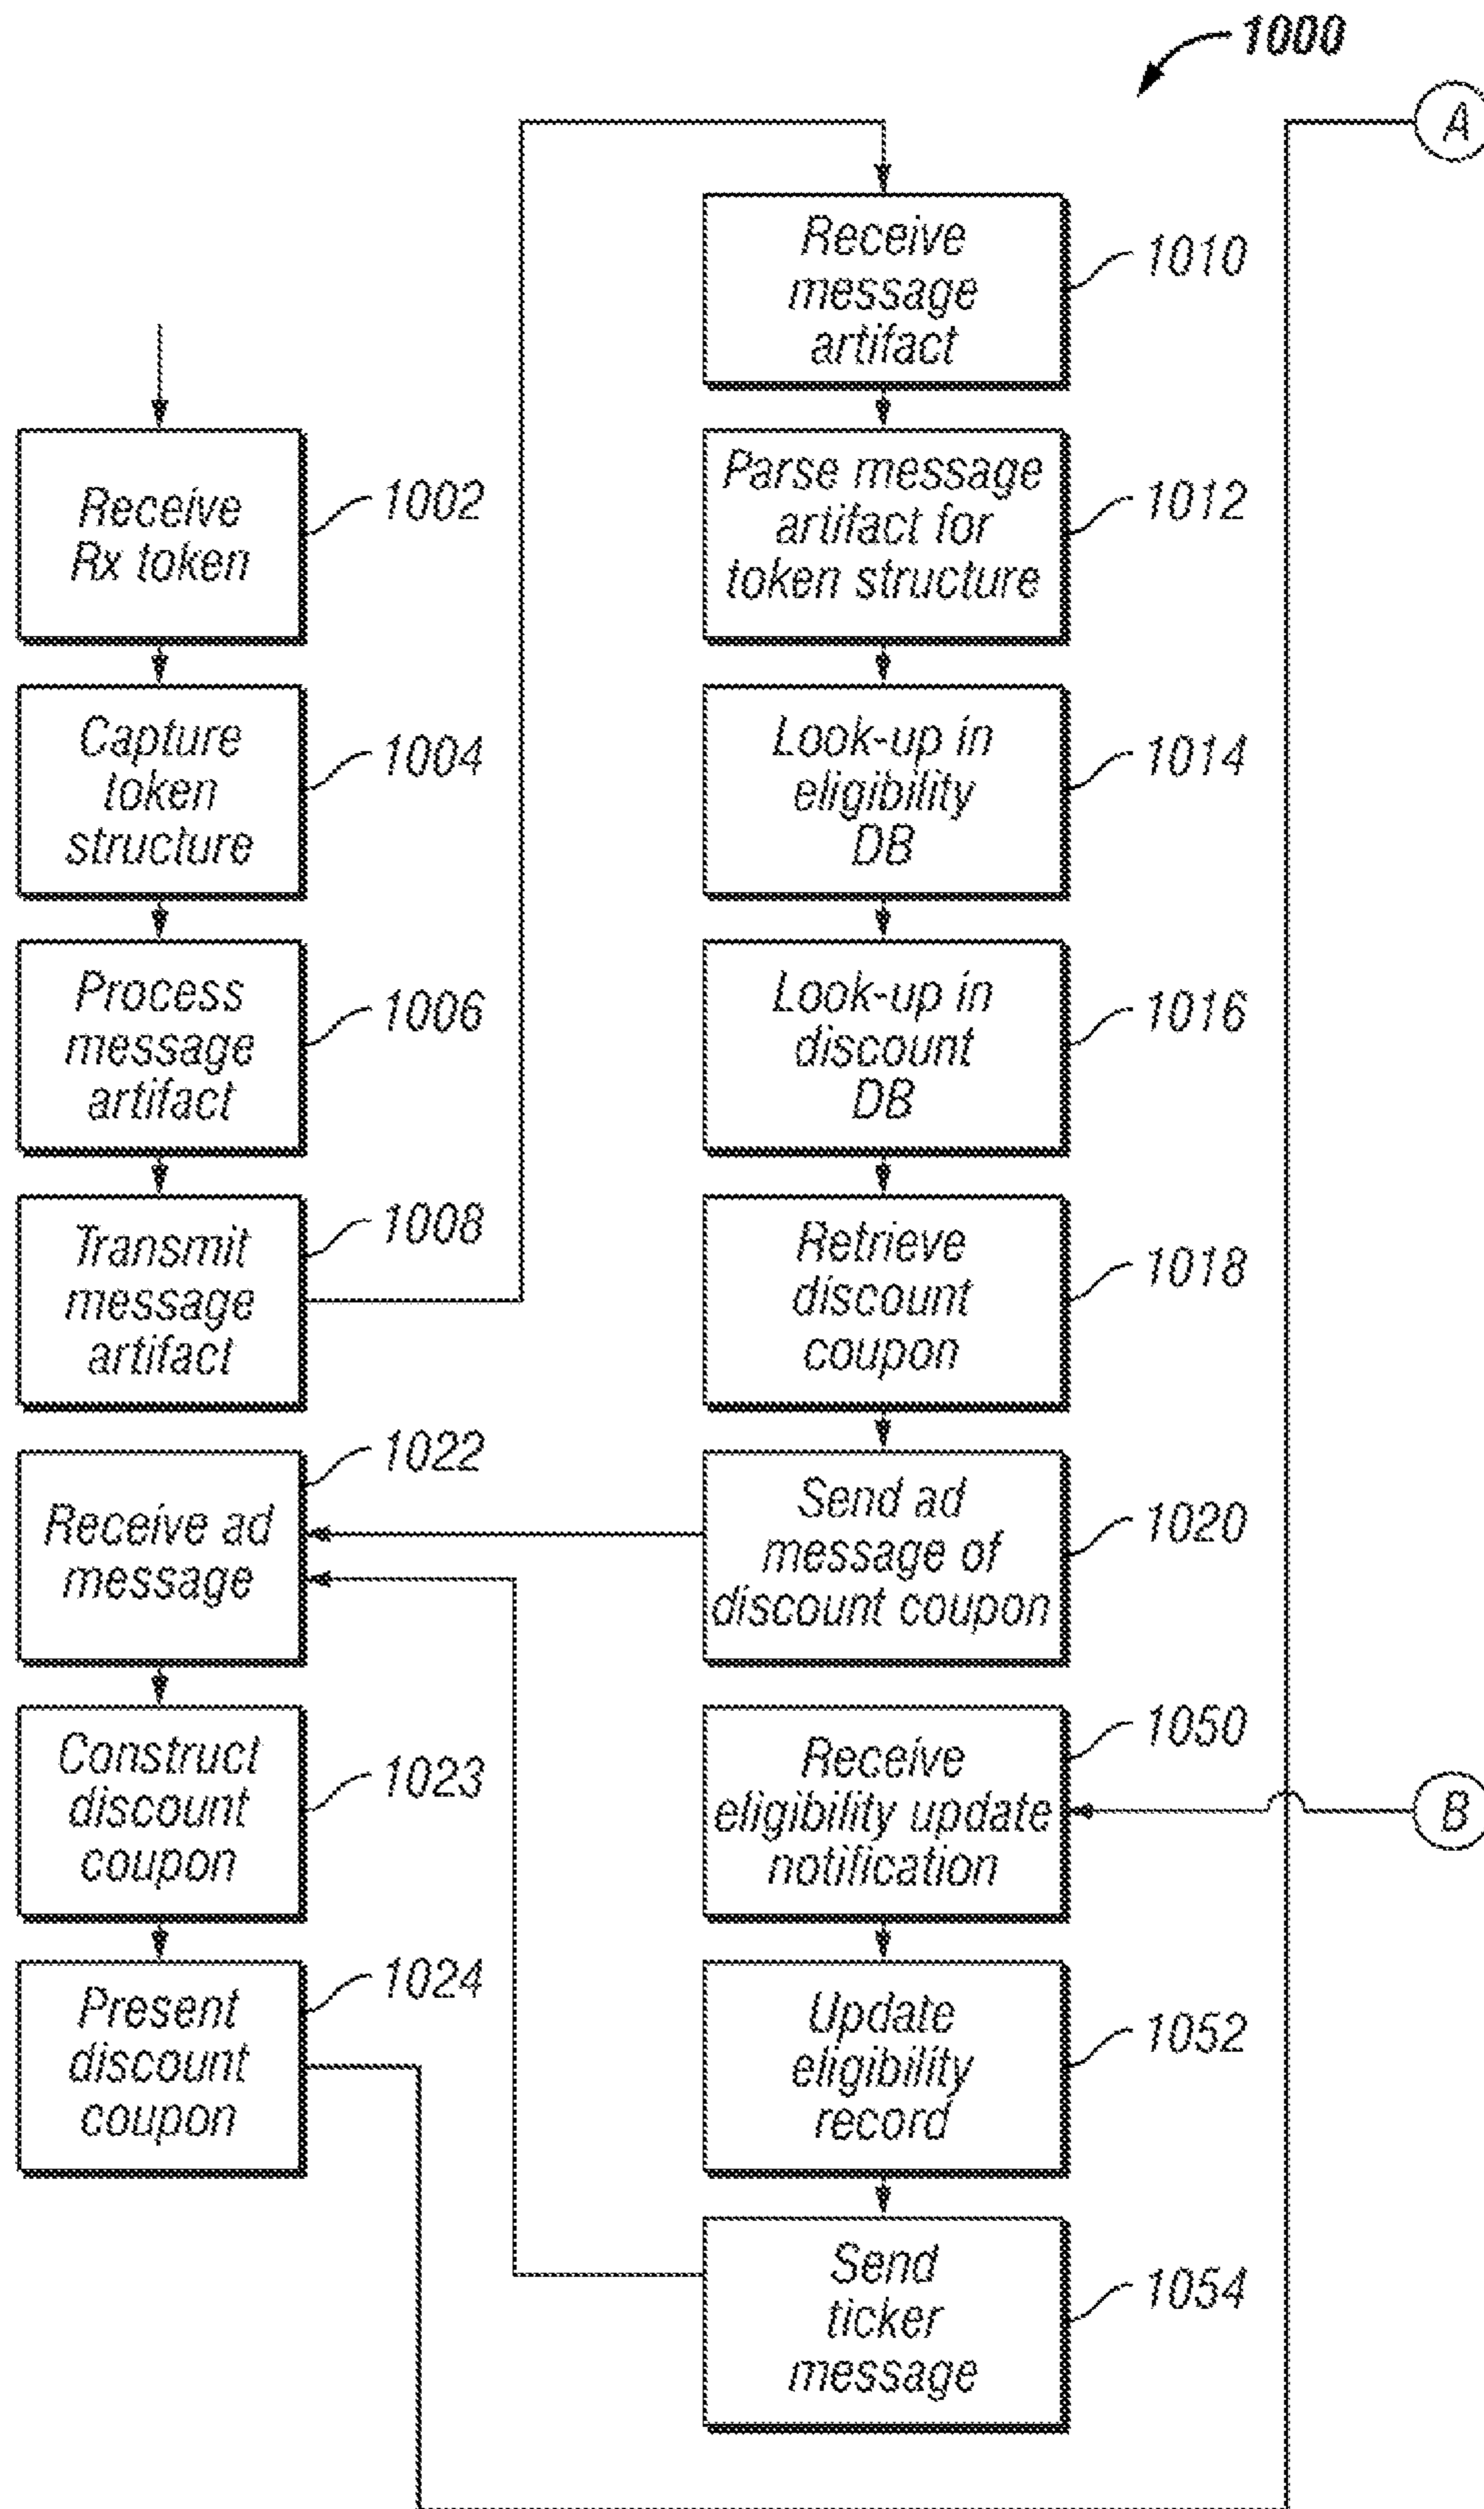 1000
A
Receive
Rx token
1002
Capture
token
structure
1004
Process
message
artifact
1006
Transmit
message
artifact
1008
Receive ad
message
1022
Construct
discount
coupon
1023
Present
discount
coupon
1024
Receive
message
artifact
1010
Parse message
artifact for
token structure
1012
Look-up in
eligibility
DB
1014
Look-up in
discount
DB
1016
Retrieve
discount
coupon
1018
Send ad
message of
discount coupon
1020
Receive
eligibility update
notification
1050
B
Update
eligibility
record
1052
Send
ticker
message
1054